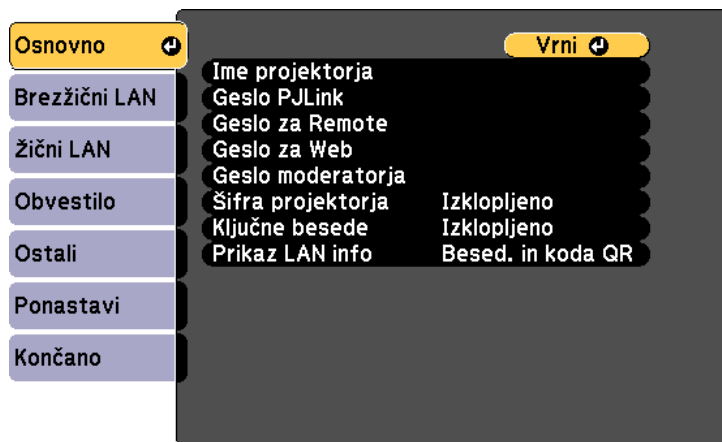 Osnovno
Brezžični LAN
Žični LAN
Obvestilo
Ostali
Ponastavi
Končano
Vrni
Ime projektorja
Geslo PJLink
Geslo za Remote
Geslo za Web
Geslo moderatorja
Šifra projektorja Izklopljeno
Ključne besede Izklopljeno
Prikaz LAN info Besed. in koda QR